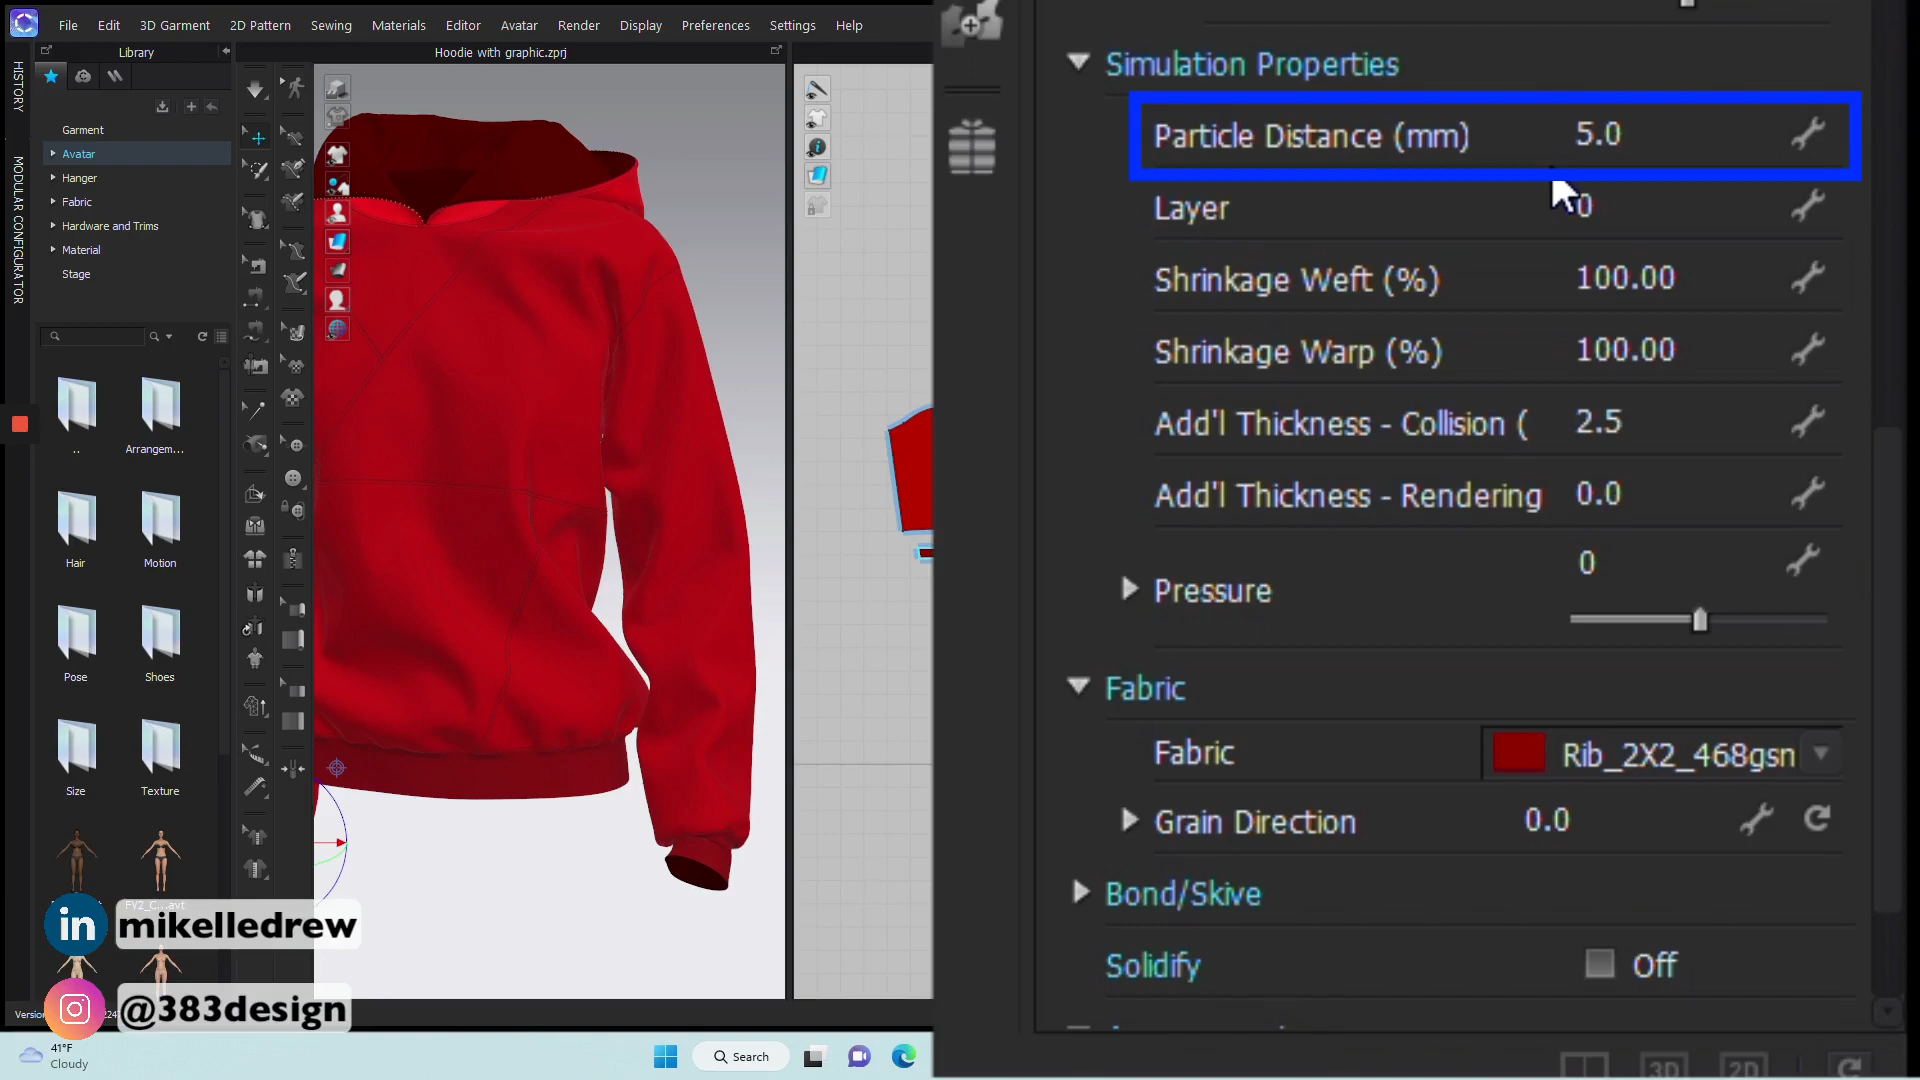 File Edit 3D Garment 2D Pattern Sewing Materials Editor Avatar Render Display Preferences Settings Help
Library
Hoodie with graphic.zprj
HISTORY
MODULAR CONFIGURATOR
Garment
Avatar
Hanger
Fabric
Hardware and Trims
Material
Stage
..
Arrangem...
Hair
Motion
Pose
Shoes
Size
Texture
Simulation Properties
Particle Distance (mm) 5.0
Layer 0
Shrinkage Weft (%) 100.00
Shrinkage Warp (%) 100.00
Add'l Thickness - Collision ( 2.5
Add'l Thickness - Rendering 0.0
Pressure 0
Fabric
Fabric Rib_2X2_468gsn
Grain Direction 0.0
Bond/Skive
Solidify Off
3D 2D
in mikelledrew
@383design
41°F
Cloudy
Search